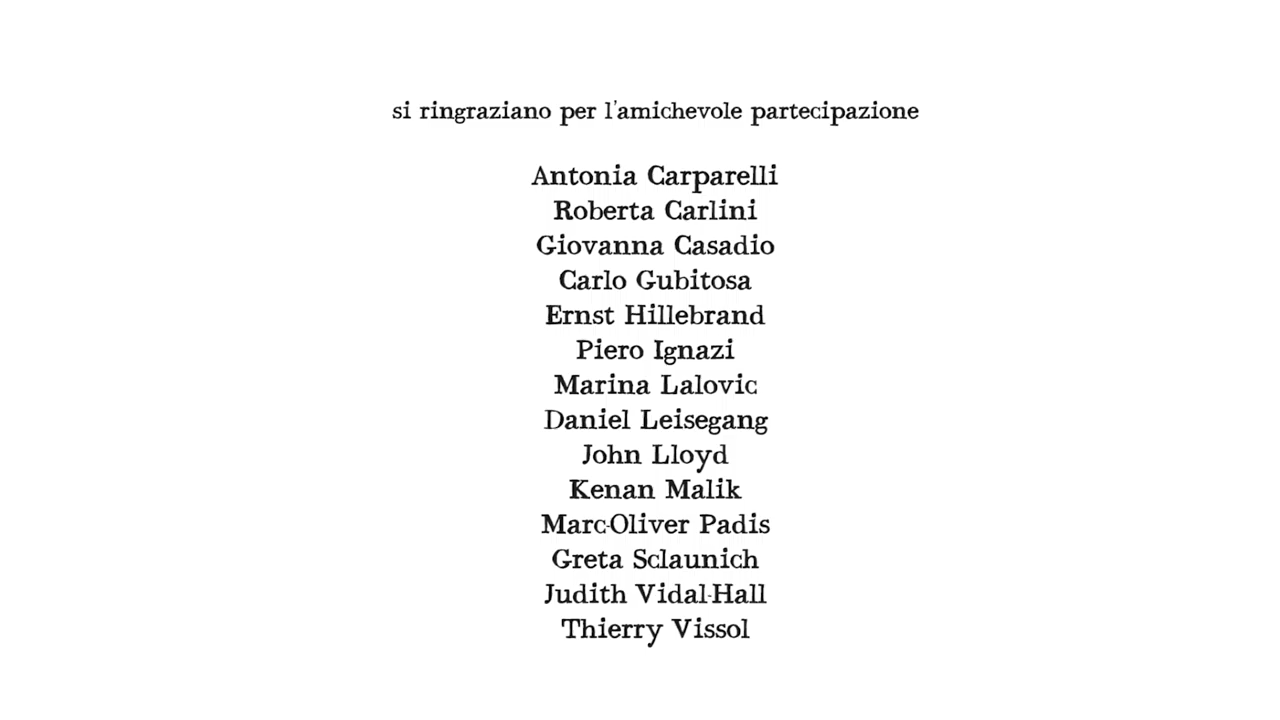 si ringraziano per l'amichevole partecipazione
Antonia Carparelli
Roberta Carlini
Giovanna Casadio
Carlo Gubitosa
Ernst Hillebrand
Piero Ignazi
Marina Lalovic
Daniel Leisegang
John Lloyd
Kenan Malik
Marc-Oliver Padis
Greta Sclaunich
Judith Vidal-Hall
Thierry Vissol